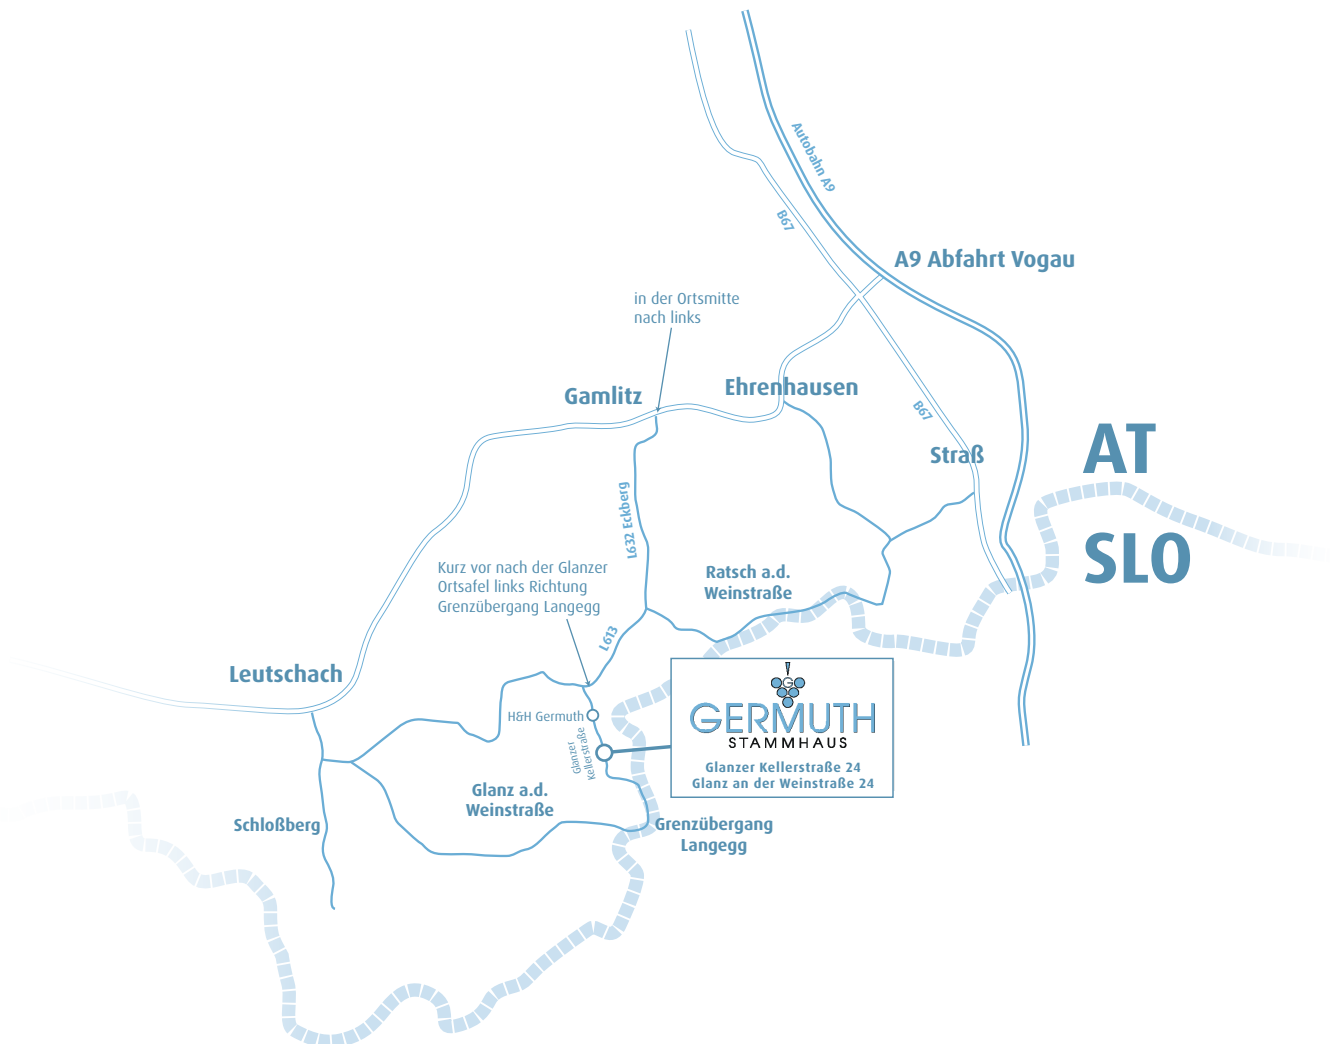 Autobahn A9
B67
A9 Abfahrt Vogau
in der Ortsmitte
nach links
Gamlitz
Ehrenhausen
B67
Straß
AT
SLO
L632 Eckberg
Kurz vor nach der Glanzer
Ortsafel links Richtung
Grenzübergang Langegg
Ratsch a.d.
Weinstraße
L613
Leutschach
H&H Germuth
Glanzer
Kellerstraße
G
GERMUTH
STAMMHAUS
Glanzer Kellerstraße 24
Glanz an der Weinstraße 24
Glanz a.d.
Weinstraße
Schloßberg
Grenzübergang
Langegg